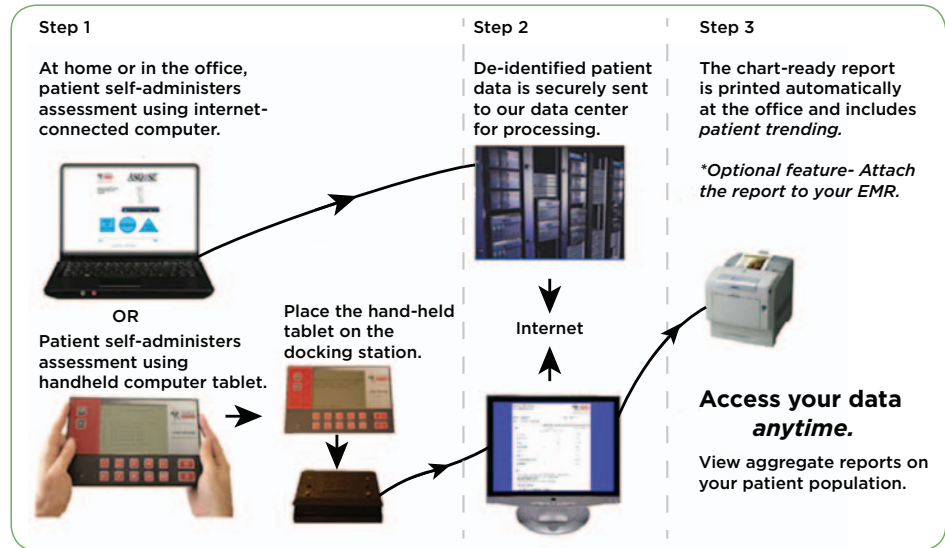 Step 1
At home or in the office,
patient self-administers
assessment using internet-
connected computer.
OR
Patient self-administers
assessment using
handheld computer tablet.
Place the hand-held
tablet on the
docking station.
Step 2
De-identified patient
data is securely sent
to our data center
for processing.
Internet
Step 3
The chart-ready report
is printed automatically
at the office and includes
patient trending.
*Optional feature- Attach
the report to your EMR.
Access your data
anytime.
View aggregate reports on
your patient population.